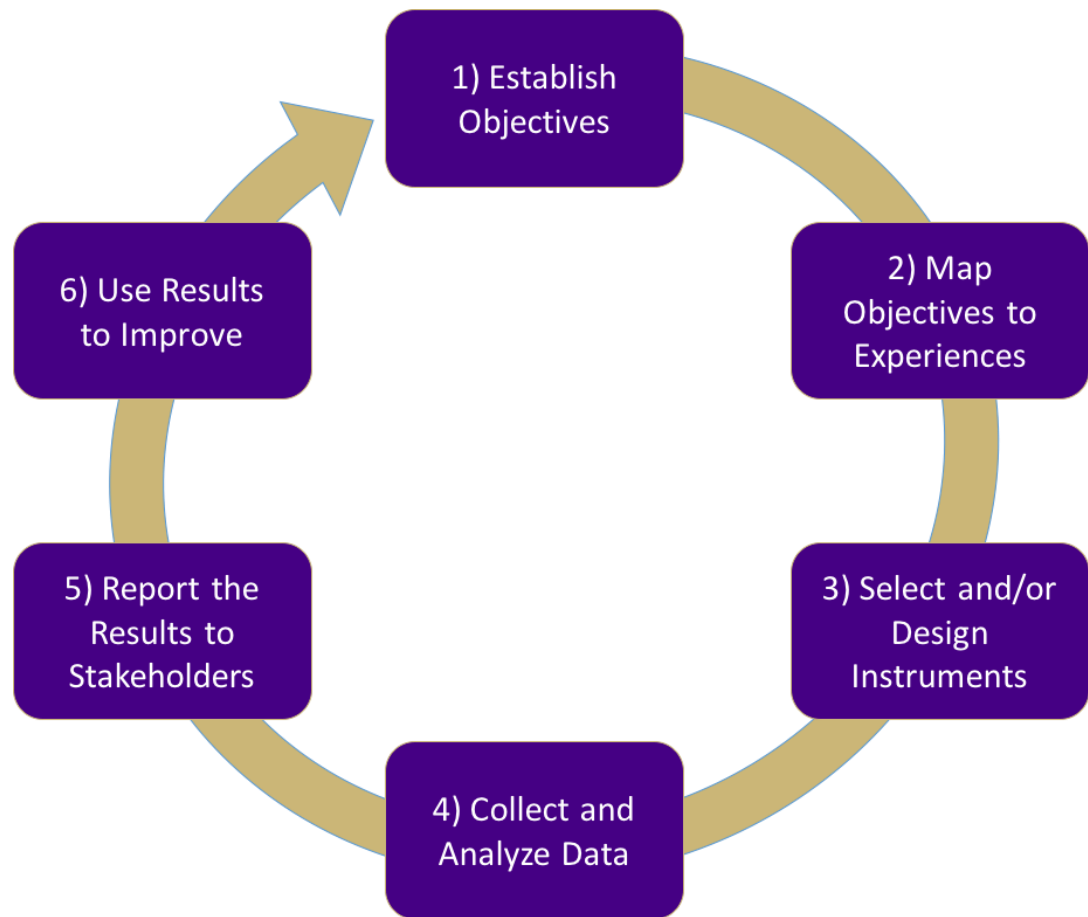 1) Establish
Objectives
2) Map
Objectives to
Experiences
3) Select and/or
Design
Instruments
4) Collect and
Analyze Data
5) Report the
Results to
Stakeholders
6) Use Results
to Improve